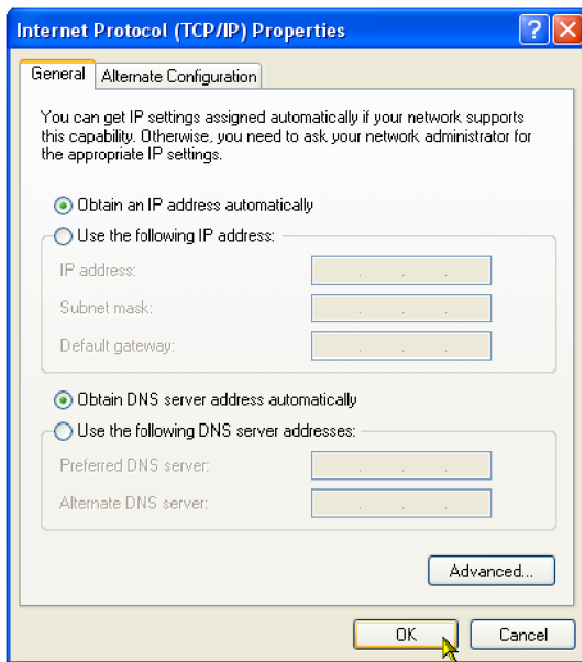 Internet Protocol (TCP/IP) Properties
General
Alternate Configuration
You can get IP settings assigned automatically if your network supports
this capability. Otherwise, you need to ask your network administrator for
the appropriate IP settings.
Obtain an IP address automatically
Use the following IP address:
IP address:
Subnet mask:
Default gateway:
Obtain DNS server address automatically
Use the following DNS server addresses:
Preferred DNS server:
Alternate DNS server:
Advanced...
OK
Cancel